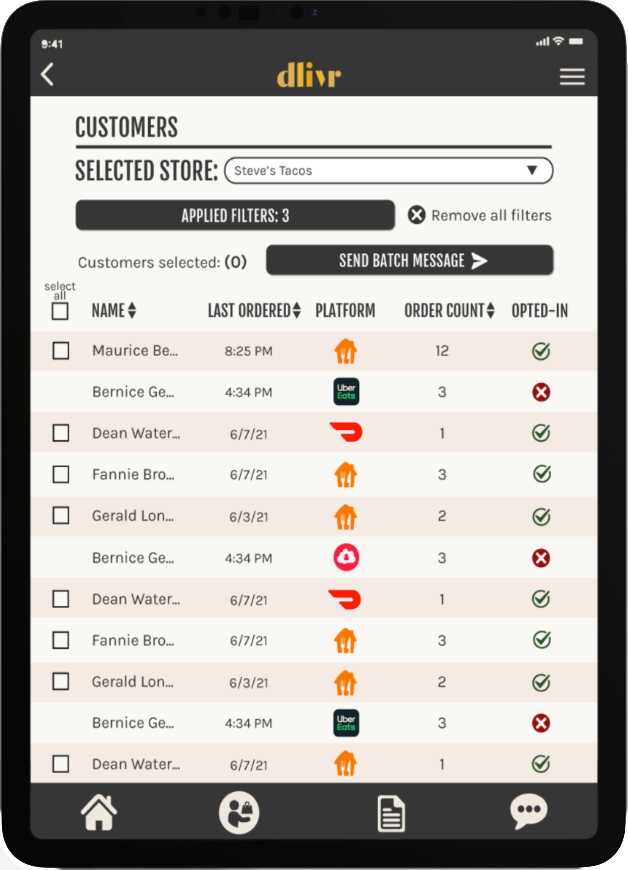 9:41
dlivr
CUSTOMERS
SELECTED STORE: Steve's Tacos
APPLIED FILTERS: 3 Remove all filters
Customers selected: (0) SEND BATCH MESSAGE
select all
NAME LAST ORDERED PLATFORM ORDER COUNT OPTED-IN
Maurice Be... 8:25 PM 12
Bernice Ge... 4:34 PM Uber Eats 3
Dean Water... 6/7/21 1
Fannie Bro... 6/7/21 3
Gerald Lon... 6/3/21 2
Bernice Ge... 4:34 PM 3
Dean Water... 6/7/21 1
Fannie Bro... 6/7/21 3
Gerald Lon... 6/3/21 2
Bernice Ge... 4:34 PM Uber Eats 3
Dean Water... 6/7/21 1